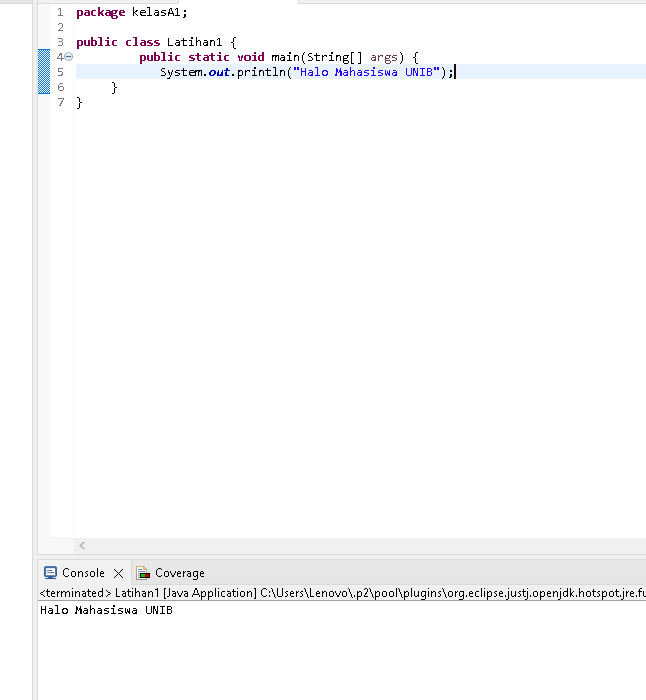 1 package kelasA1;
2
3 public class Latihan1 {
4 public static void main(String[] args) {
5 System.out.println("Halo Mahasiswa UNIB");
6 }
7 }
Console Coverage
<terminated> Latihan1 [Java Application] C:\Users\Lenovo\.p2\pool\plugins\org.eclipse.justj.openjdk.hotspot.jre.fu
Halo Mahasiswa UNIB